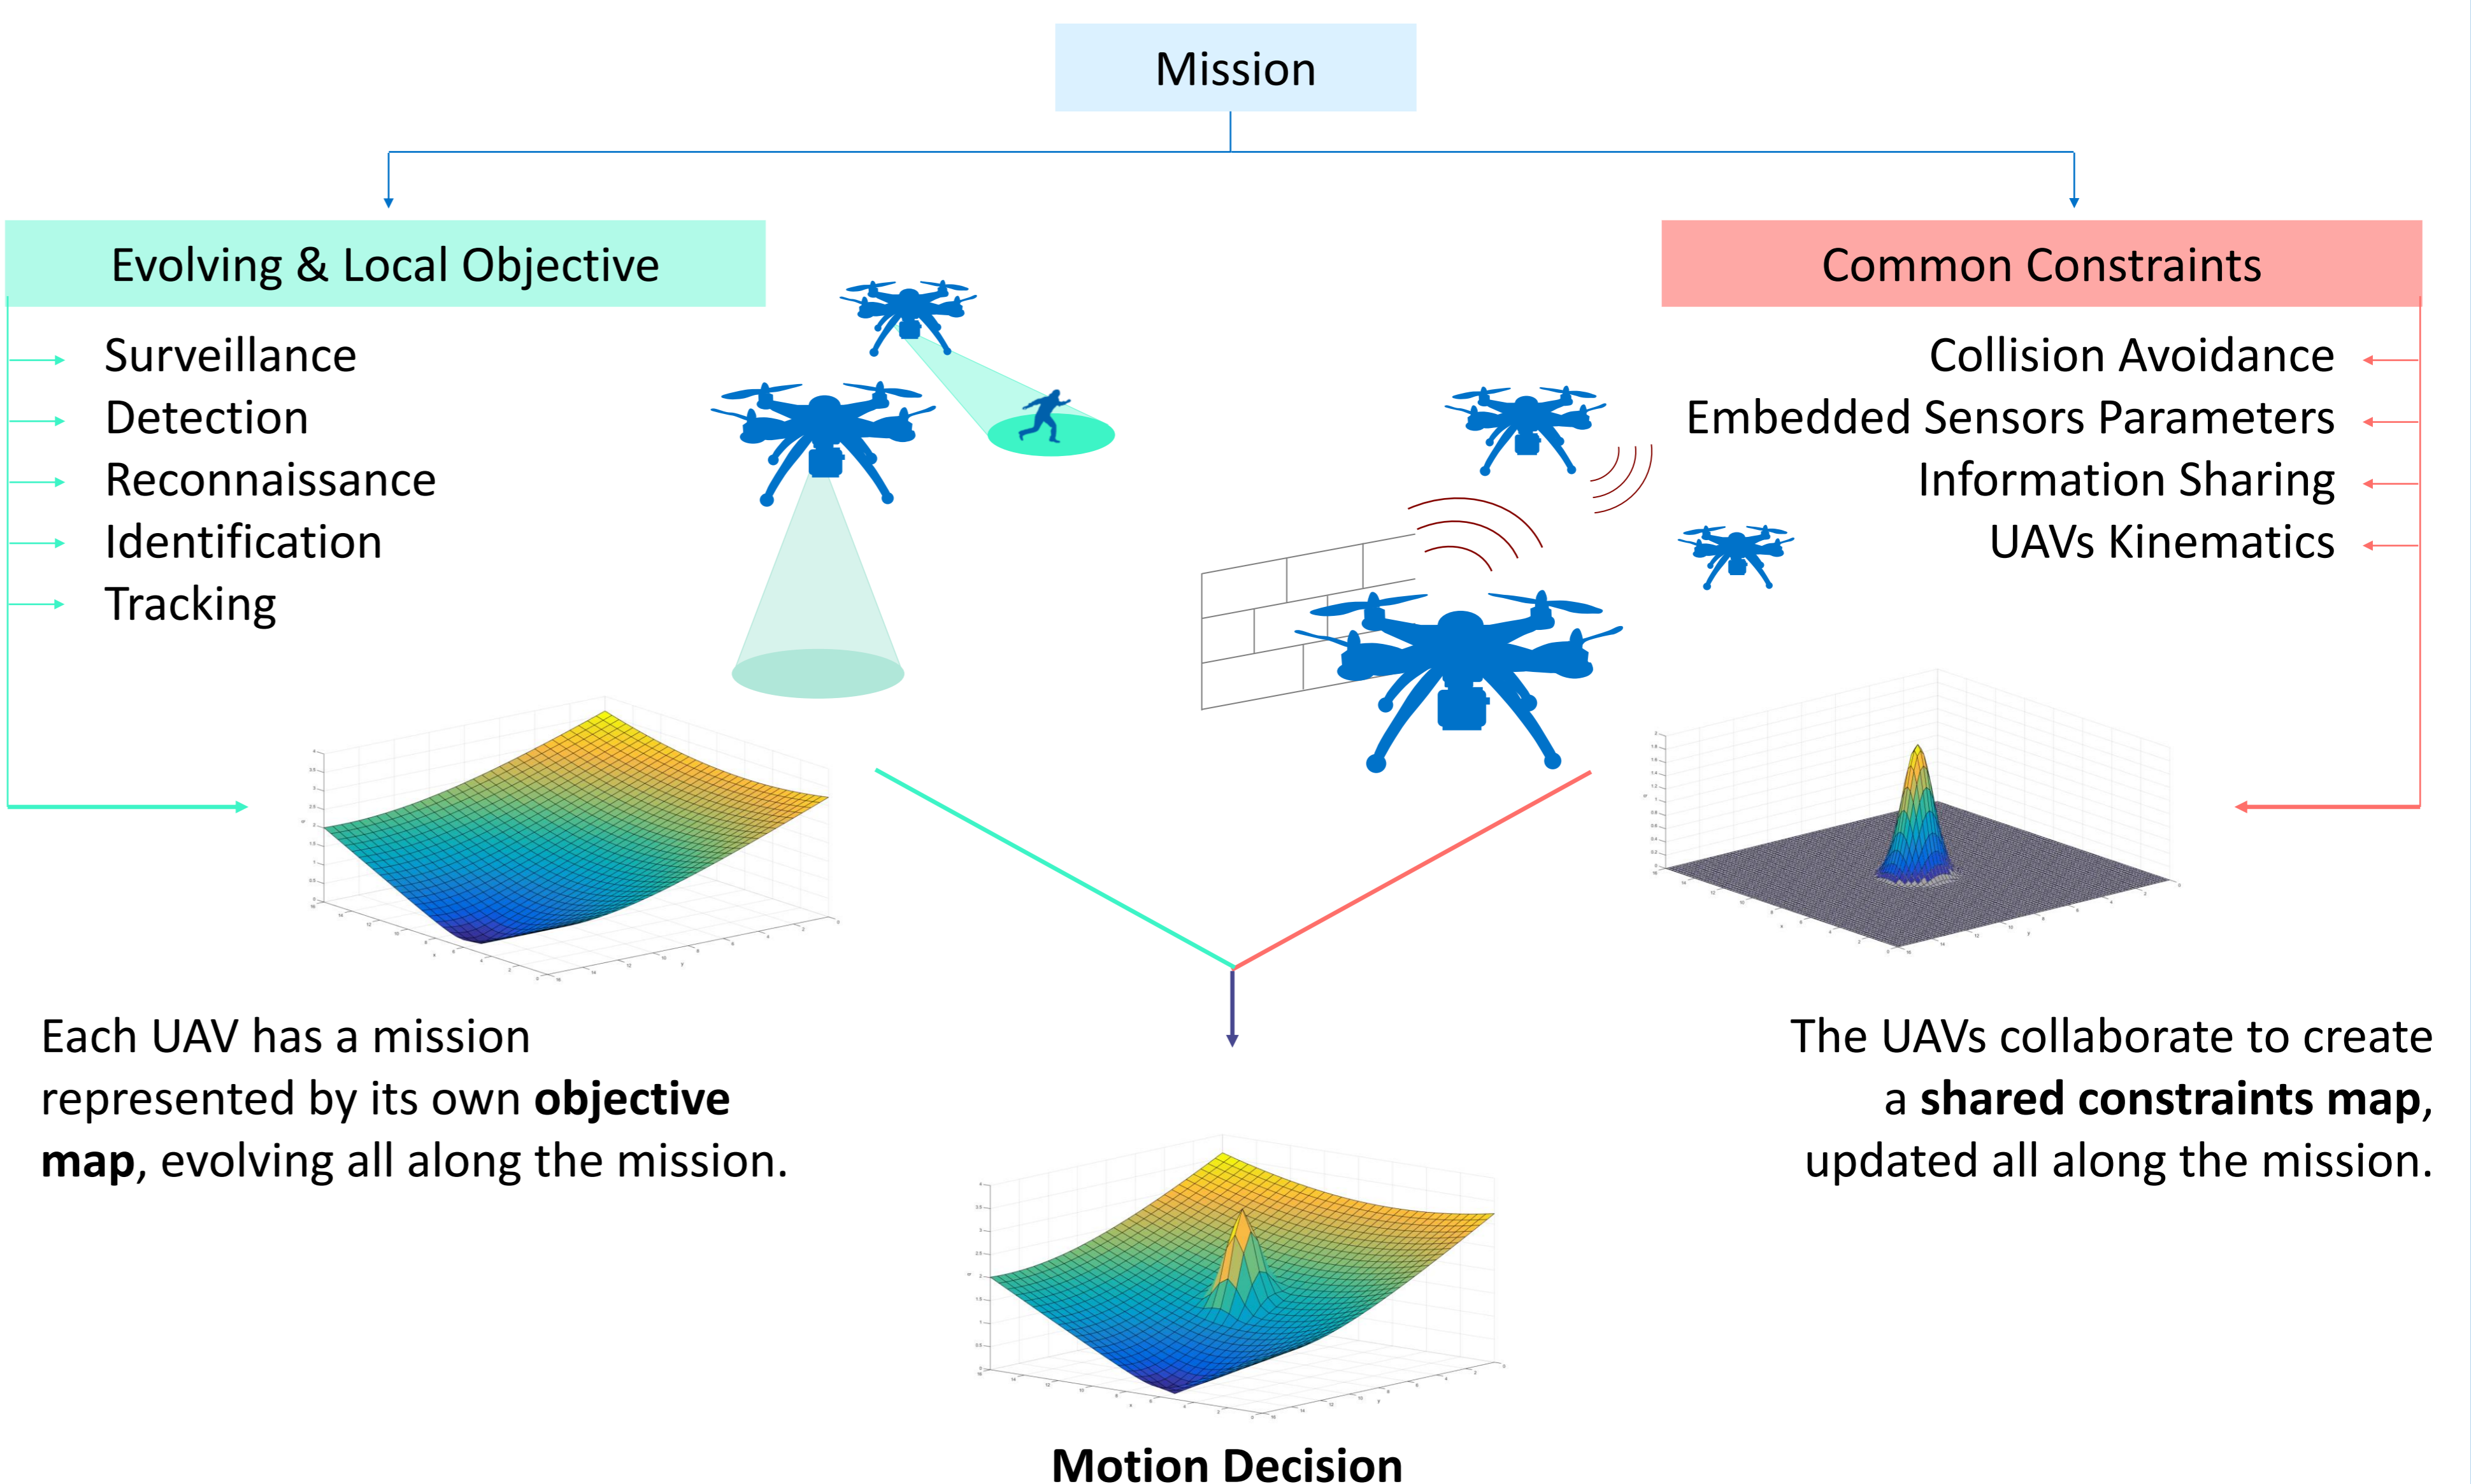 Mission
Evolving & Local Objective
Surveillance
Detection
Reconnaissance
Identification
Tracking
Common Constraints
Collision Avoidance
Embedded Sensors Parameters
Information Sharing
UAVs Kinematics
Each UAV has a mission
represented by its own objective
map, evolving all along the mission.
The UAVs collaborate to create
a shared constraints map,
updated all along the mission.
Motion Decision